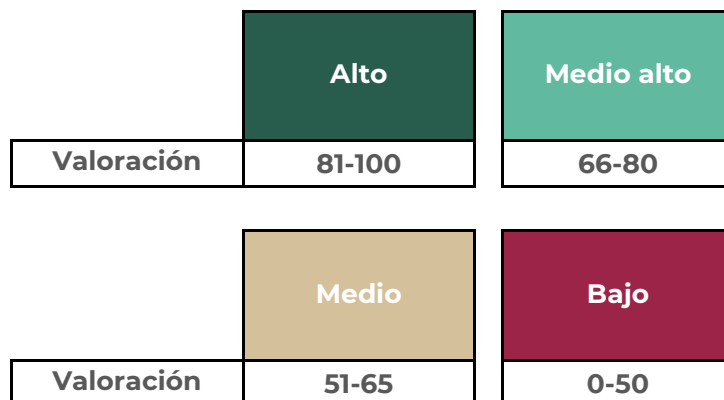 Alto Medio alto
Valoración 81-100 66-80
Medio Bajo
Valoración 51-65 0-50